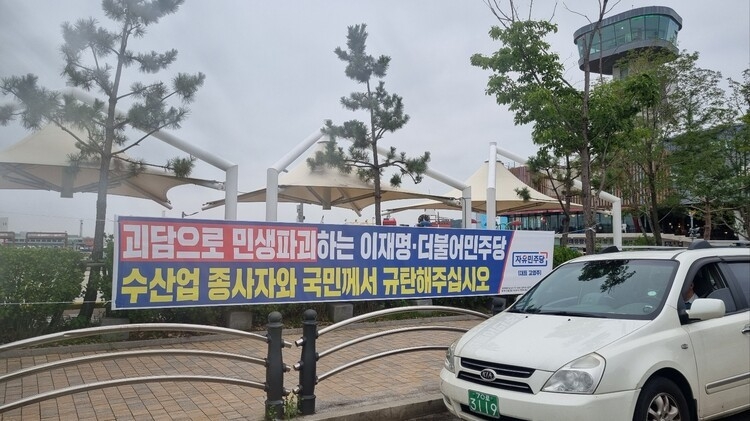 괴담으로 민생파괴하는 이재명·더불어민주당
수산업 종사자와 국민께서 규탄해주십시오
자유민주당
KIA
3119